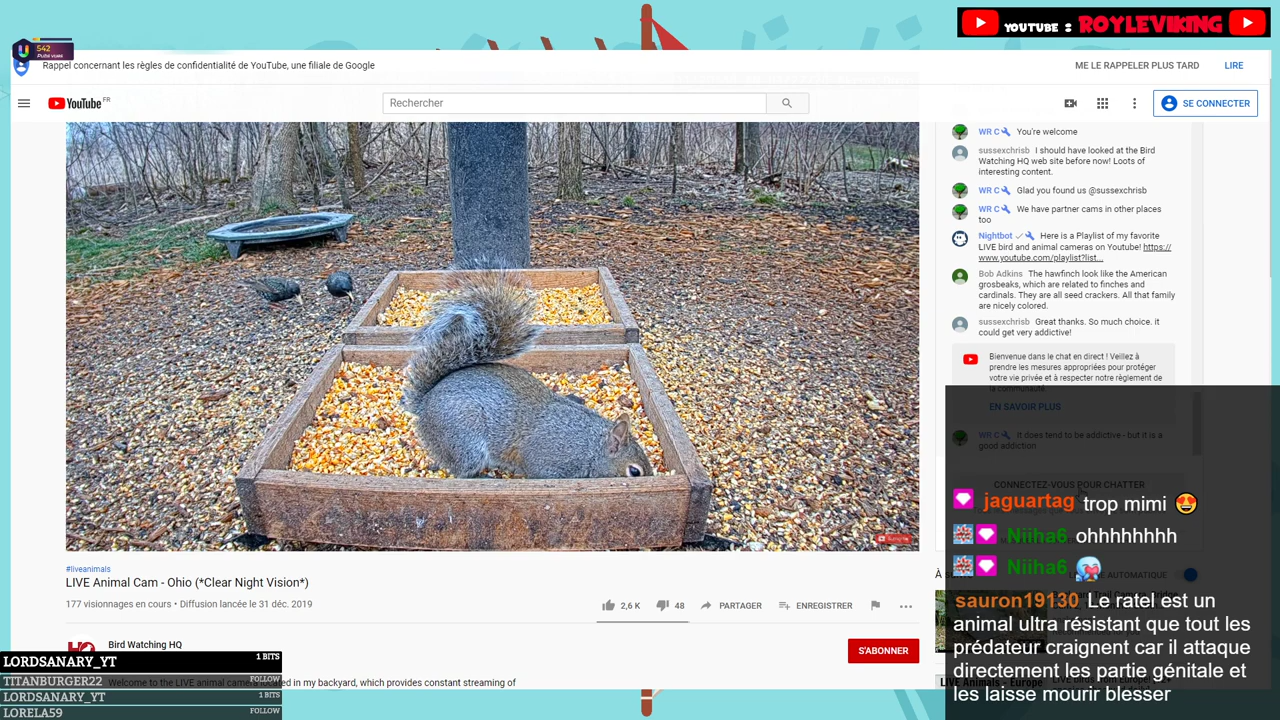 YOUTUBE : ROYLEVIKING
542
Plus vues
Rappel concernant les règles de confidentialité de YouTube, une filiale de Google
ME LE RAPPELER PLUS TARD
LIRE
YouTube FR
Rechercher
SE CONNECTER
WR C You're welcome
sussexchrisb I should have looked at the Bird
Watching HQ web site before now! Loots of
interesting content.
WR C Glad you found us @sussexchrisb
WR C We have partner cams in other places
too
Nightbot Here is a Playlist of my favorite
LIVE bird and animal cameras on Youtube! https://
www.youtube.com/playlist?list...
Bob Adkins The hawfinch look like the American
grosbeaks, which are related to finches and
cardinals. They are all seed crackers. All that family
are nicely colored.
sussexchrisb Great thanks. So much choice. it
could get very addictive!
Bienvenue dans le chat en direct ! Veillez à
prendre les mesures appropriées pour protéger
votre vie privée et à respecter notre règlement de
la communauté.
EN SAVOIR PLUS
WR C It does tend to be addictive - but it is a
good addiction
CONNECTEZ-VOUS POUR CHATTER
jaguartag trop mimi 😍
Niiha6 ohhhhhhhh
Niiha6
sauron19130 Le ratel est un
animal ultra résistant que tout les
prédateur craignent car il attaque
directement les partie génitale et
les laisse mourir blesser
#liveanimals
LIVE Animal Cam - Ohio (*Clear Night Vision*)
177 visionnages en cours • Diffusion lancée le 31 déc. 2019
2,6 K
48
PARTAGER
ENREGISTRER
Bird Watching HQ
S'ABONNER
Welcome to the LIVE animal camera located in my backyard, which provides constant streaming of
LORDSANARY_YT 1 BITS
TITANBURGER22 FOLLOW
LORDSANARY_YT 1 BITS
LORELA59 FOLLOW